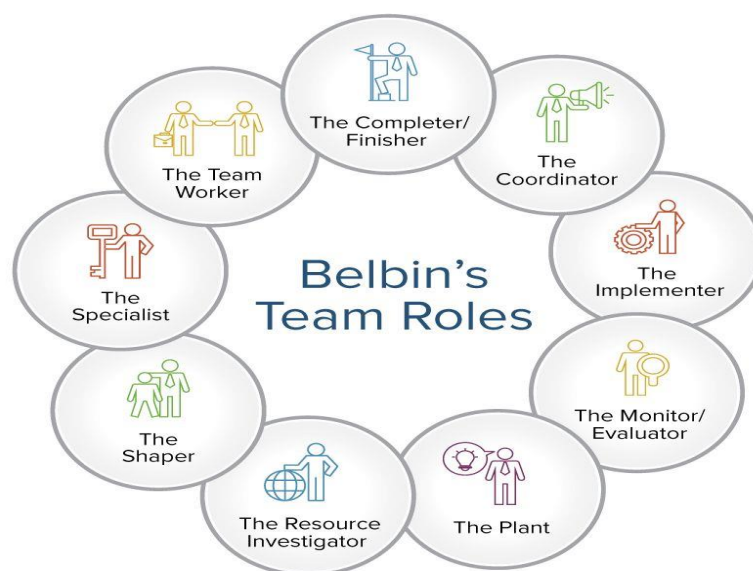 Belbin's
Team Roles
The Completer/
Finisher
The
Coordinator
The
Implementer
The Monitor/
Evaluator
The Plant
The Resource
Investigator
The
Shaper
The
Specialist
The Team
Worker